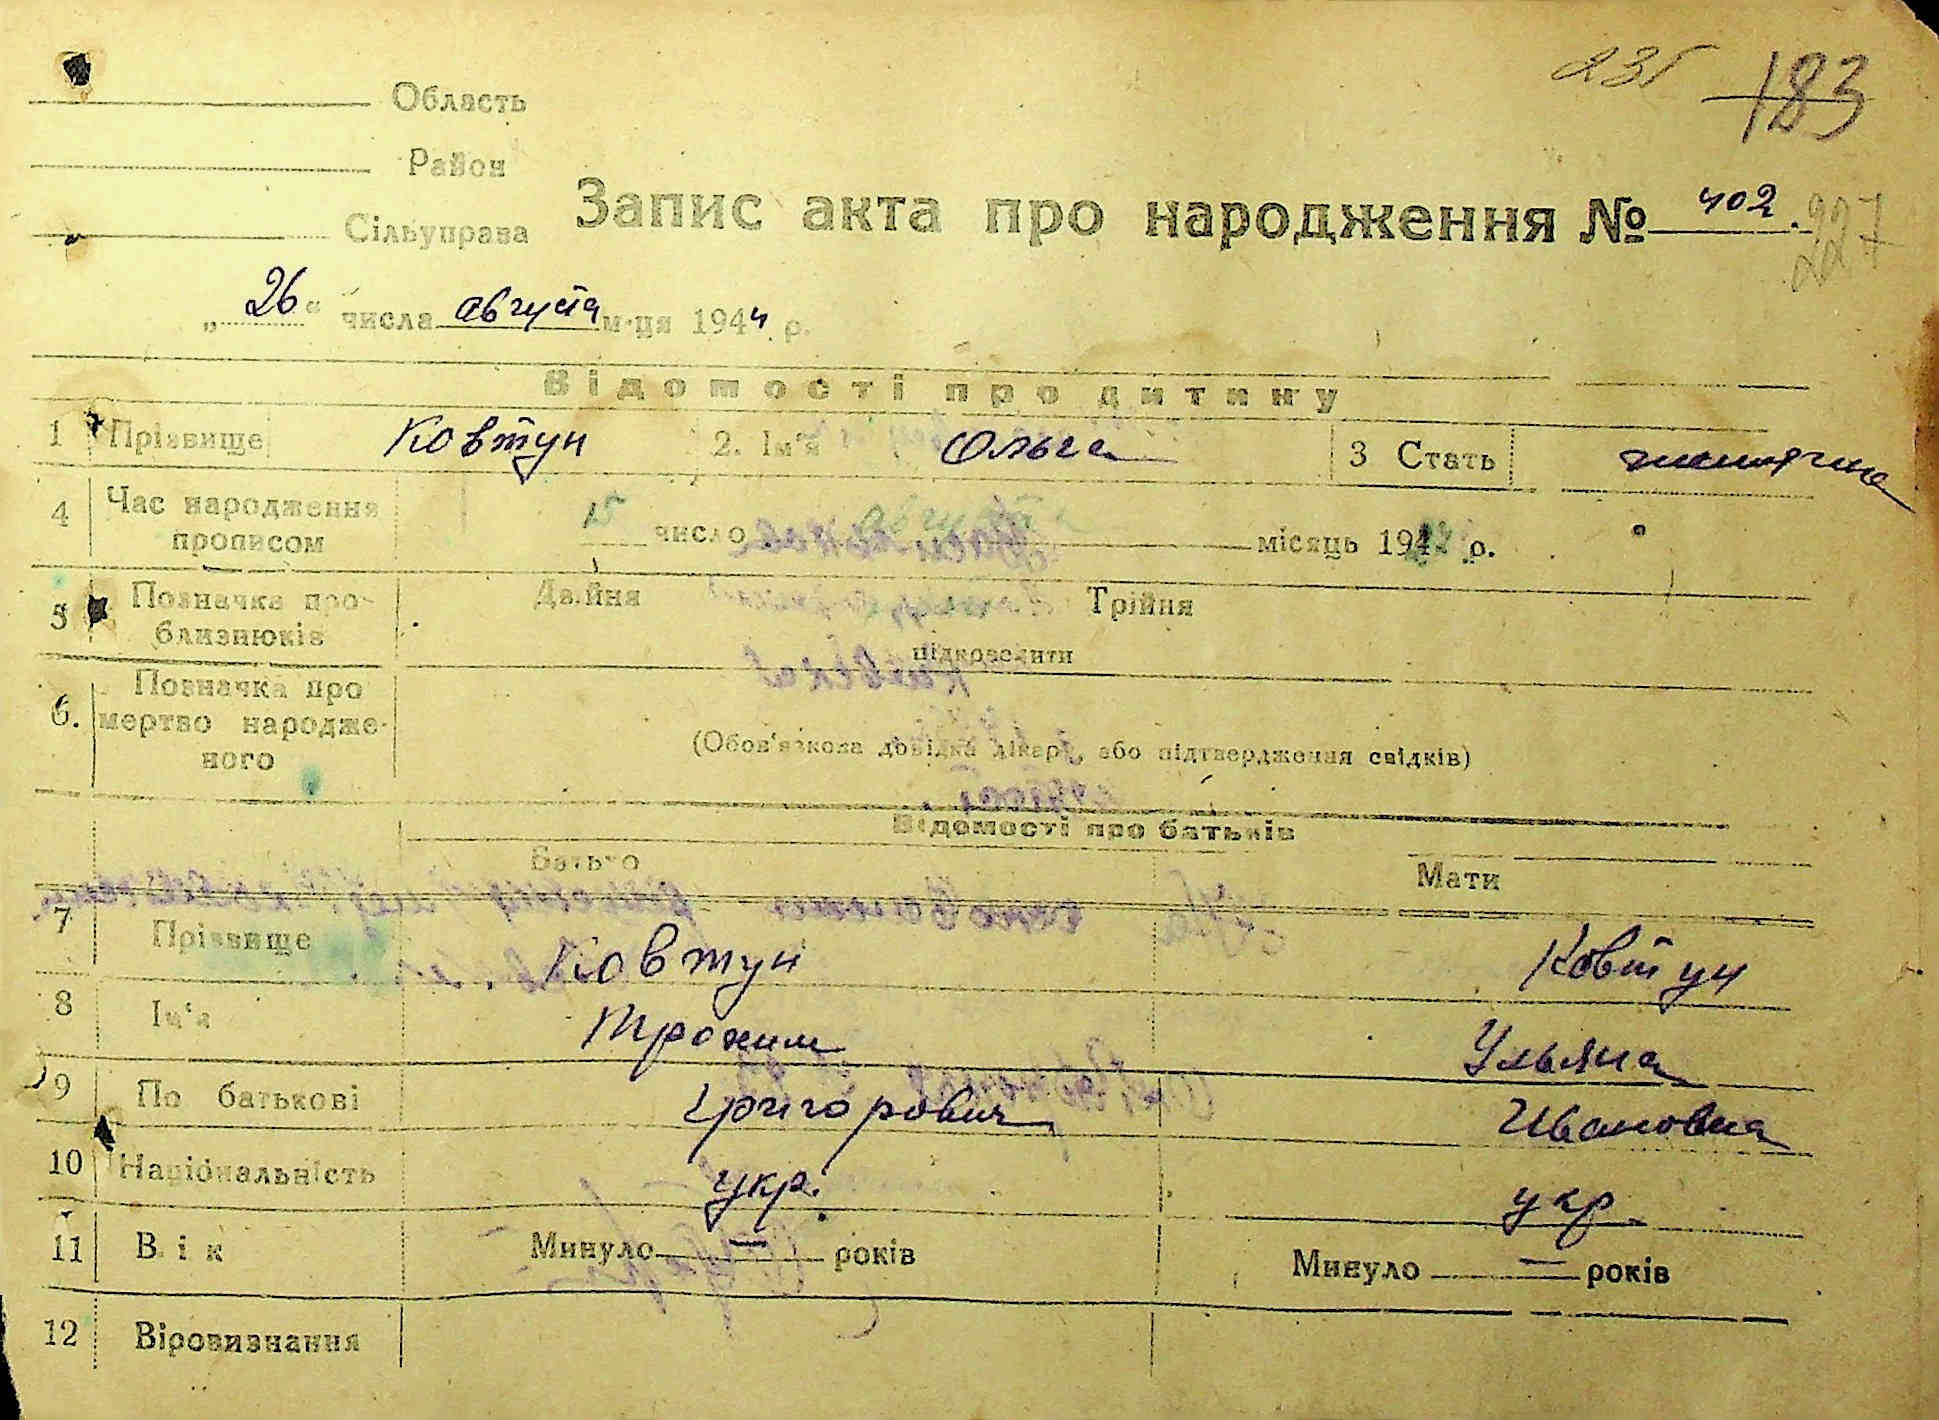 183
Область
Район
Сільуправа
Запис акта про народження № 402.
227
„26“ числа августа м-ця 1944 р.
Відомості про дитину
1 Прізвище Ковтун 2. Ім'я Ольга 3 Стать
4 Час народження прописом 15 число августа місяць 194 р.
5 Позначка про близнюків Двійня Трійня
підкреслити
6. Позначка про мертво народженого
(Обов'язкова довідка лікаря, або підтвердження свідків)
Відомості про батьків
Батько Мати
7 Прізвище Ковтун Ковтун
8 Ім'я Трохим Ульяна
9 По батькові Григорович Ивановна
10 Національність укр. укр.
11 Вік Минуло — років Минуло — років
12 Віровизнання